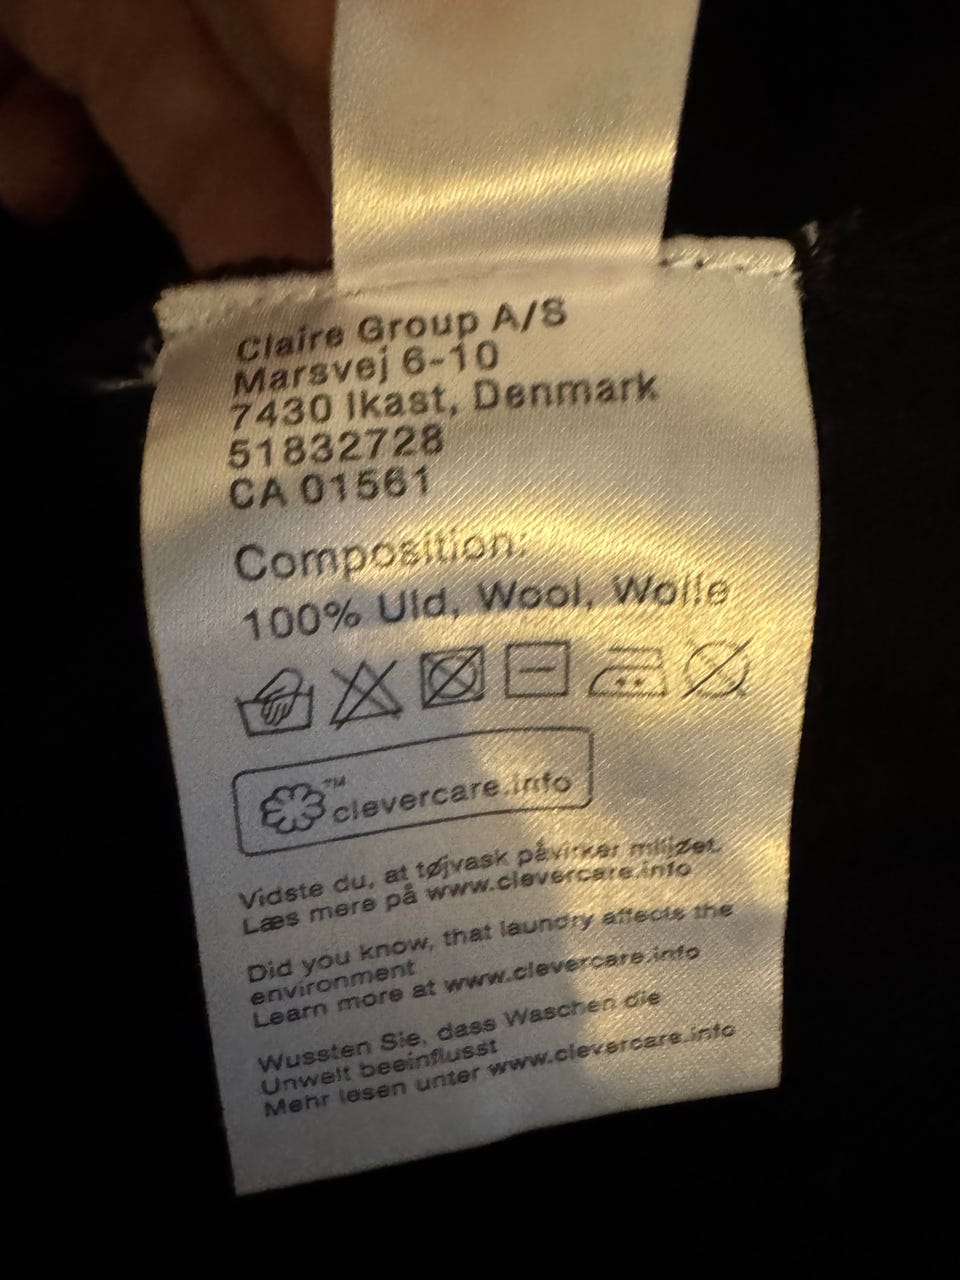 Claire Group A/S
Marsvej 6-10
7430 Ikast, Denmark
51832728
CA 01561
Composition:
100% Uld, Wool, Wolle
™ clevercare.info
Vidste du, at tøjvask påvirker miljøet.
Læs mere på www.clevercare.info
Did you know, that laundry affects the
environment
Learn more at www.clevercare.info
Wussten Sie, dass Waschen die
Umwelt beeinflusst
Mehr lesen unter www.clevercare.info